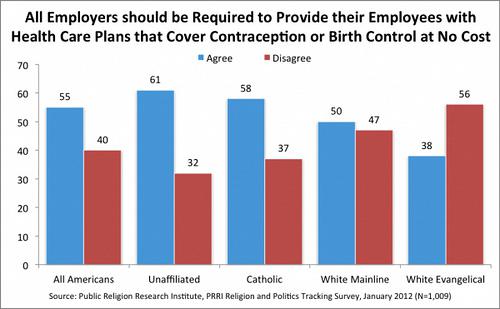 All Employers should be Required to Provide their Employees with
Health Care Plans that Cover Contraception or Birth Control at No Cost
Agree Disagree
70
60
50
40
30
20
10
0
55 40 61 32 58 37 50 47 38 56
All Americans Unaffiliated Catholic White Mainline White Evangelical
Source: Public Religion Research Institute, PRRI Religion and Politics Tracking Survey, January 2012 (N=1,009)